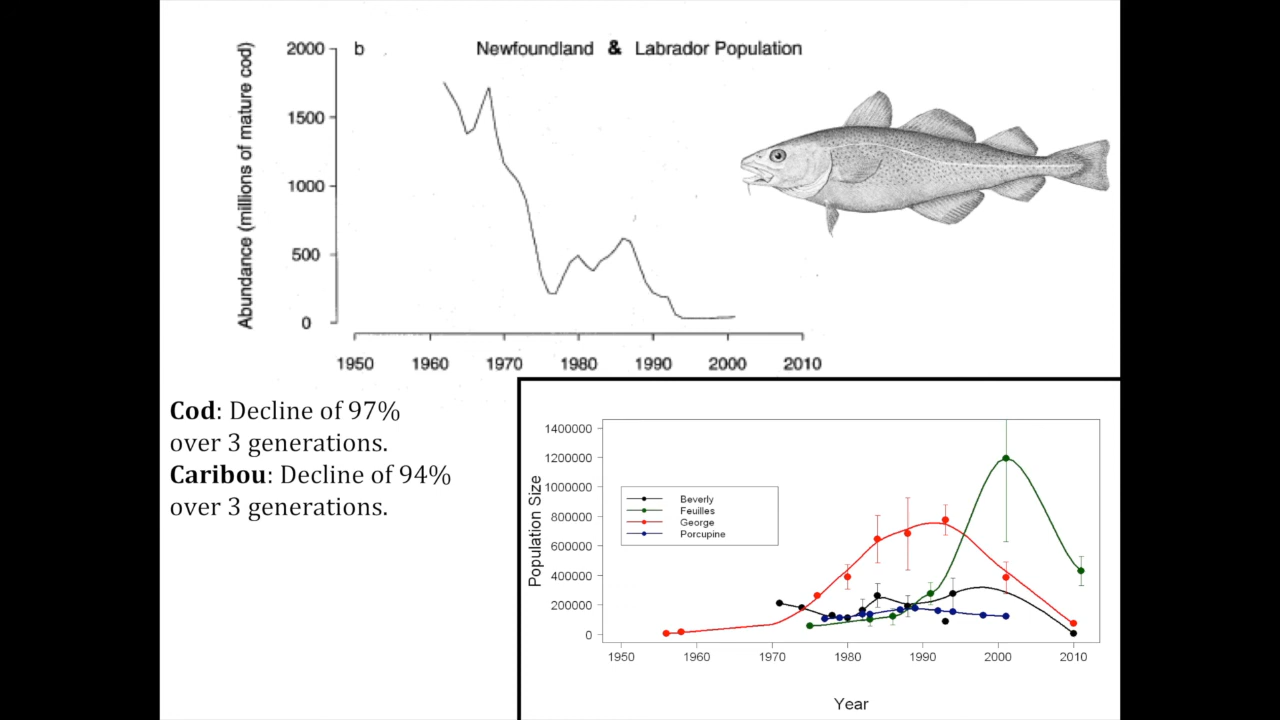 b
Newfoundland & Labrador Population
Abundance (millions of mature cod)
2000
1500
1000
500
0
1950 1960 1970 1980 1990 2000 2010
Cod: Decline of 97%
over 3 generations.
Caribou: Decline of 94%
over 3 generations.
Population Size
1400000
1200000
1000000
800000
600000
400000
200000
0
Beverly
Feuilles
George
Porcupine
1950 1960 1970 1980 1990 2000 2010
Year